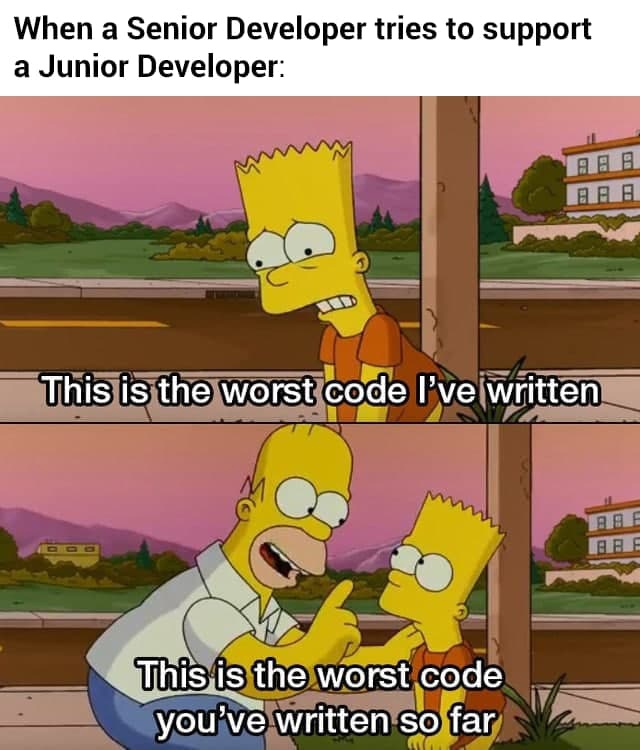 When a Senior Developer tries to support
a Junior Developer:
This is the worst code I've written
This is the worst code
you've written so far